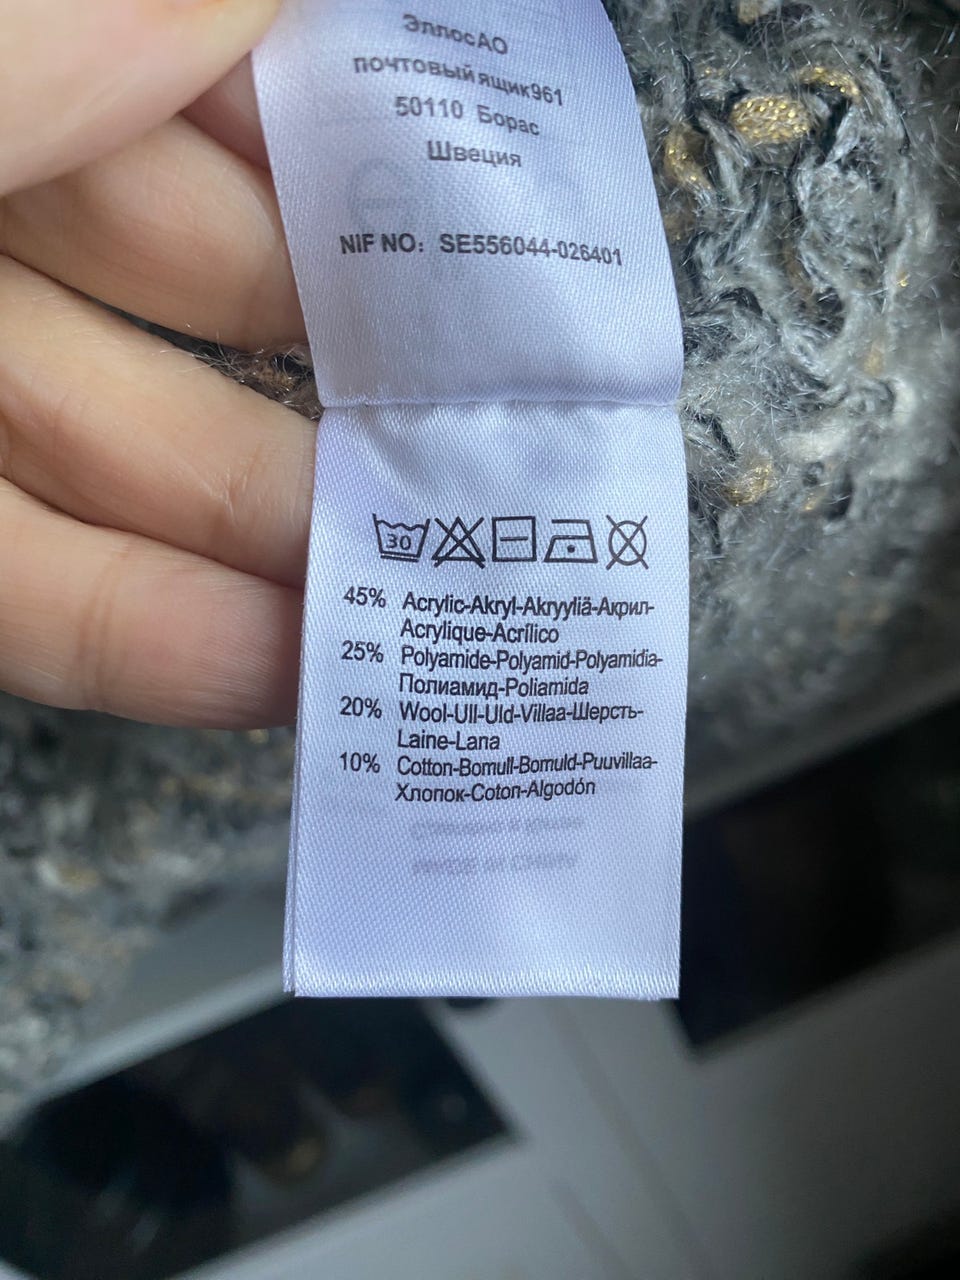 ЭллосАО
почтовый ящик961
50110 Борас
Швеция
NIF NO: SE556044-026401
30
45% Acrylic-Akryl-Akryyliä-Акрил-
Acrylique-Acrílico
25% Polyamide-Polyamid-Polyamidia-
Полиамид-Poliamida
20% Wool-Ull-Uld-Villaa-Шерсть-
Laine-Lana
10% Cotton-Bomull-Bomuld-Puuvillaa-
Хлопок-Coton-Algodón